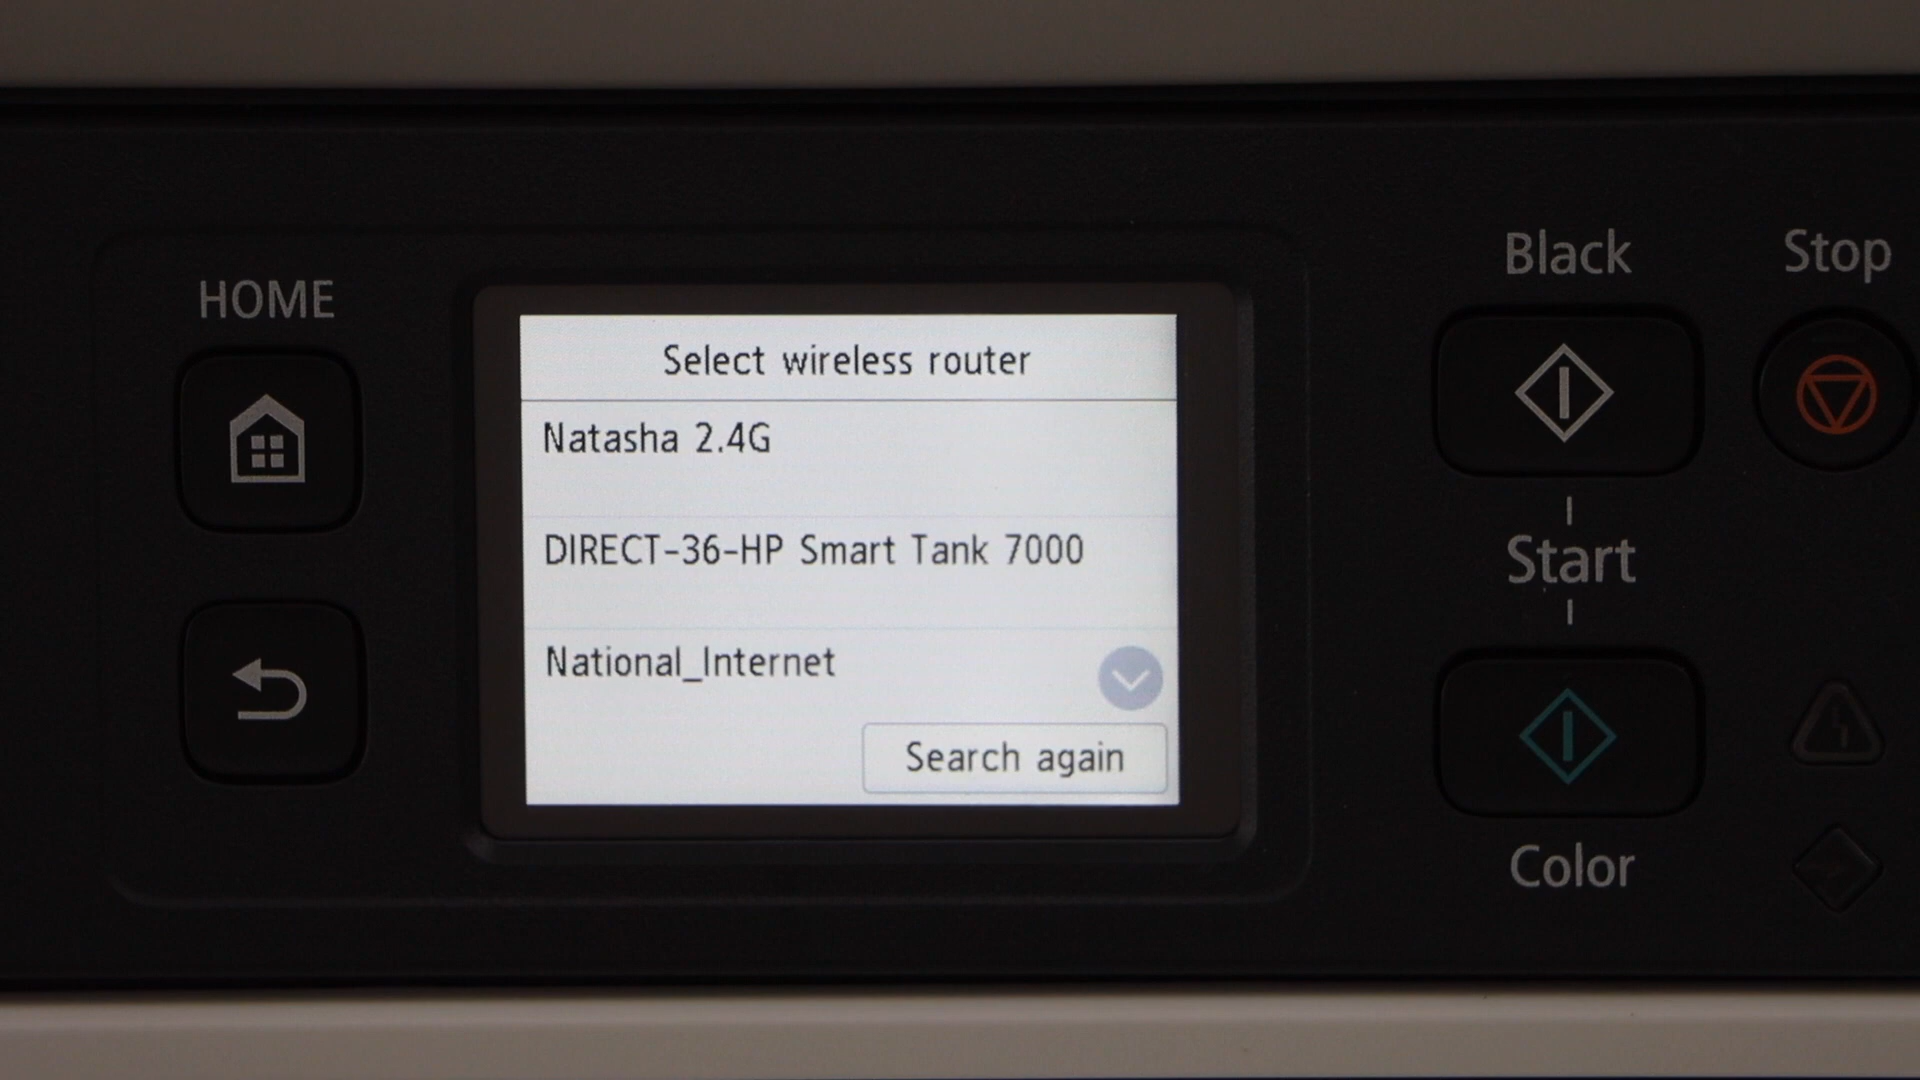 HOME
Select wireless router
Natasha 2.4G
DIRECT-36-HP Smart Tank 7000
National_Internet
Search again
Black
Stop
Start
Color